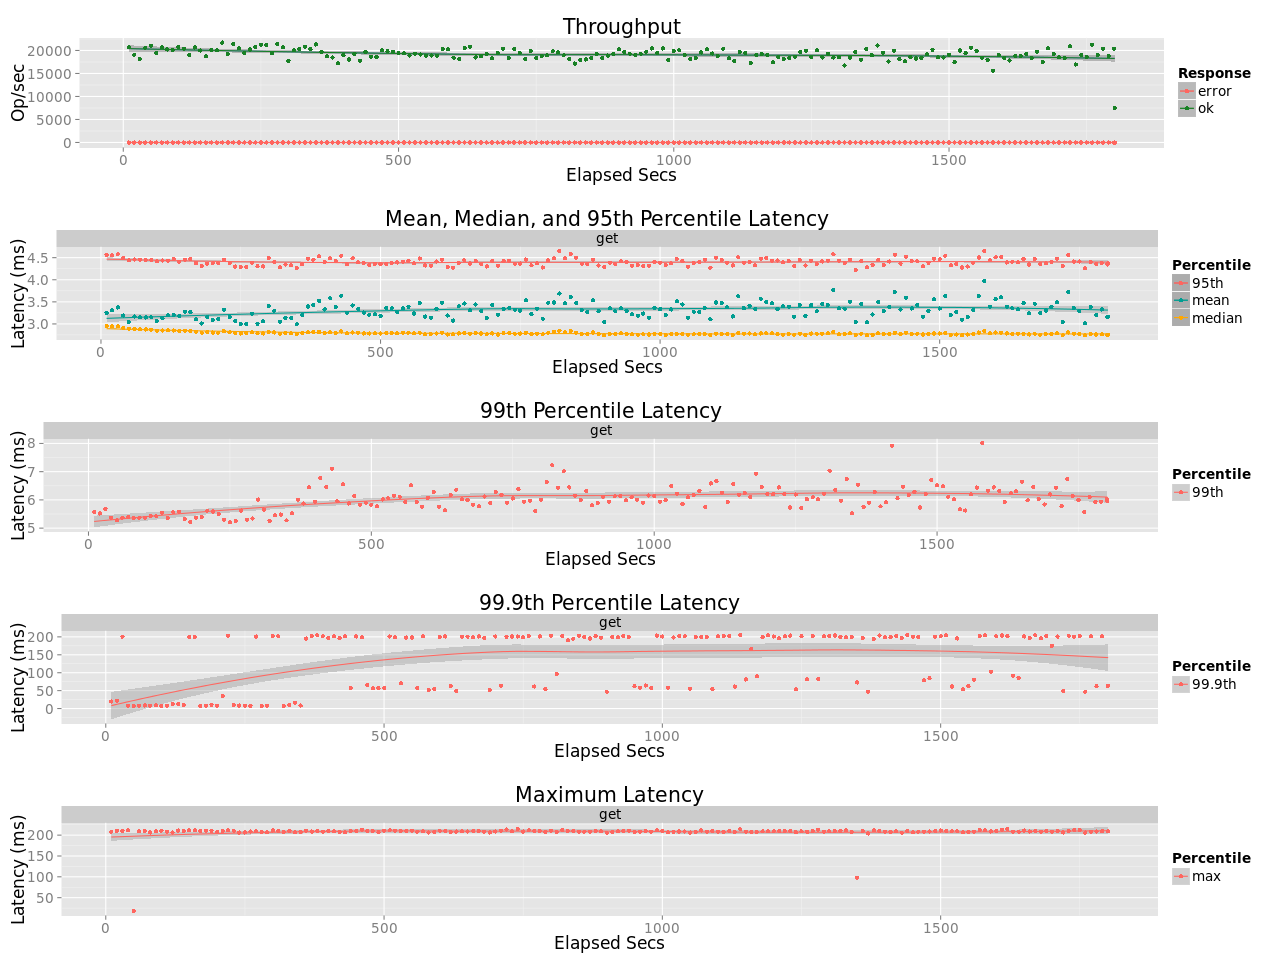 Throughput
Op/sec
20000
15000
10000
5000
0
0 500 1000 1500
Elapsed Secs
Response
error
ok
Mean, Median, and 95th Percentile Latency
get
Latency (ms)
4.5
4.0
3.5
3.0
0 500 1000 1500
Elapsed Secs
Percentile
95th
mean
median
99th Percentile Latency
get
Latency (ms)
8
7
6
5
0 500 1000 1500
Elapsed Secs
Percentile
99th
99.9th Percentile Latency
get
Latency (ms)
200
150
100
50
0
0 500 1000 1500
Elapsed Secs
Percentile
99.9th
Maximum Latency
get
Latency (ms)
200
150
100
50
0 500 1000 1500
Elapsed Secs
Percentile
max